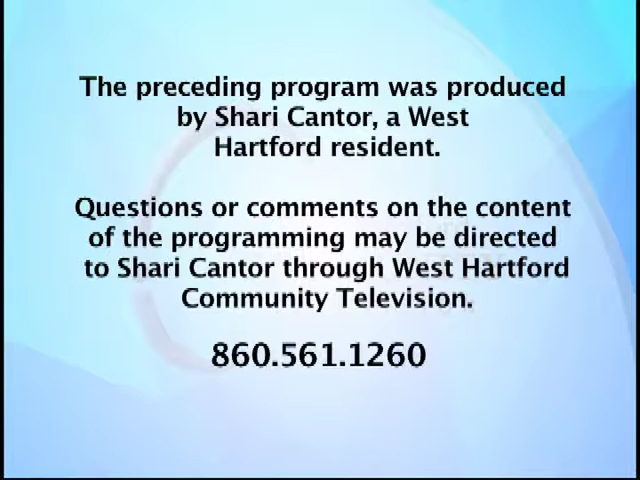 The preceding program was produced
by Shari Cantor, a West
Hartford resident.
Questions or comments on the content
of the programming may be directed
to Shari Cantor through West Hartford
Community Television.
860.561.1260